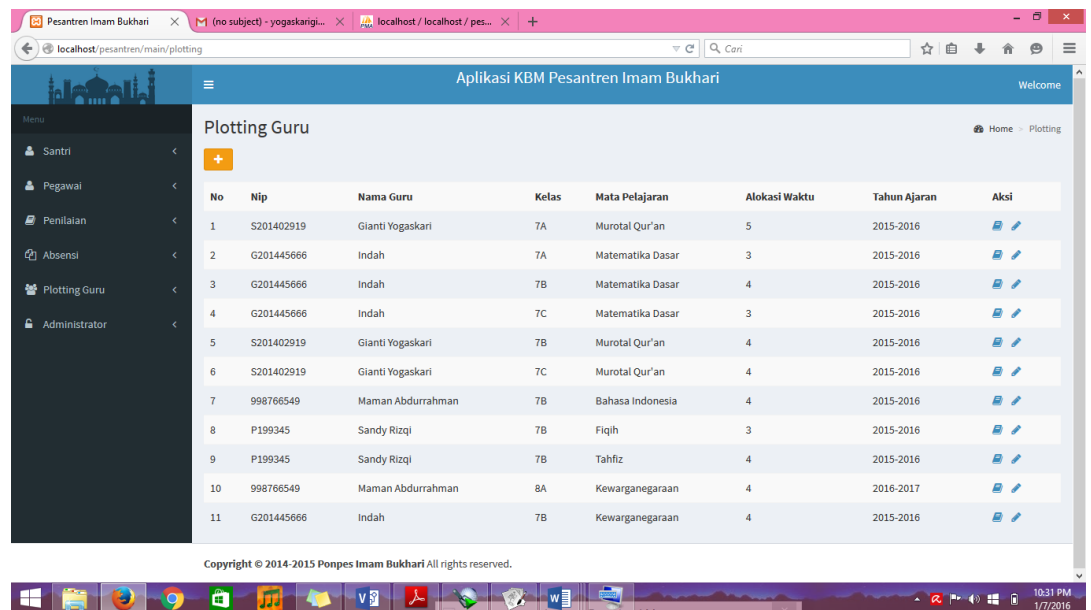 Pesantren Imam Bukhari
(no subject) - yogaskarigi...
localhost / localhost / pes...
localhost/pesantren/main/plotting
Cari
Aplikasi KBM Pesantren Imam Bukhari
Welcome
Menu
Santri
Pegawai
Penilaian
Absensi
Plotting Guru
Administrator
Plotting Guru
Home > Plotting
No Nip Nama Guru Kelas Mata Pelajaran Alokasi Waktu Tahun Ajaran Aksi
1 S201402919 Gianti Yogaskari 7A Murotal Qur'an 5 2015-2016
2 G201445666 Indah 7A Matematika Dasar 3 2015-2016
3 G201445666 Indah 7B Matematika Dasar 4 2015-2016
4 G201445666 Indah 7C Matematika Dasar 3 2015-2016
5 S201402919 Gianti Yogaskari 7B Murotal Qur'an 4 2015-2016
6 S201402919 Gianti Yogaskari 7C Murotal Qur'an 4 2015-2016
7 998766549 Maman Abdurrahman 7B Bahasa Indonesia 4 2015-2016
8 P199345 Sandy Rizqi 7B Fiqih 3 2015-2016
9 P199345 Sandy Rizqi 7B Tahfiz 4 2015-2016
10 998766549 Maman Abdurrahman 8A Kewarganegaraan 4 2016-2017
11 G201445666 Indah 7B Kewarganegaraan 4 2015-2016
Copyright © 2014-2015 Ponpes Imam Bukhari All rights reserved.
10:31 PM
1/7/2016